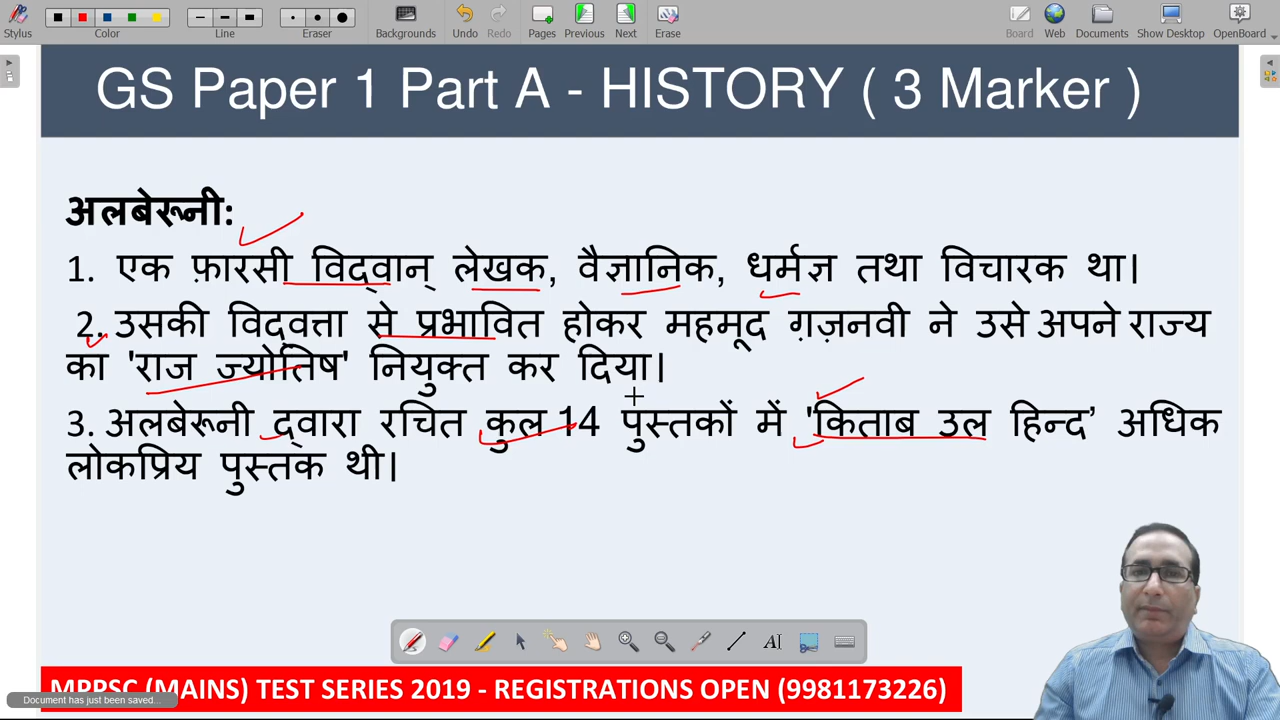 Stylus Color Line Eraser Backgrounds Undo Redo Pages Previous Next Erase Board Web Documents Show Desktop OpenBoard
GS Paper 1 Part A - HISTORY ( 3 Marker )
अलबेरूनी:
1. एक फ़ारसी विद्वान् लेखक, वैज्ञानिक, धर्मज्ञ तथा विचारक था।
2. उसकी विद्वत्ता से प्रभावित होकर महमूद ग़ज़नवी ने उसे अपने राज्य
का 'राज ज्योतिष' नियुक्त कर दिया।
3. अलबेरूनी द्वारा रचित कुल 14 पुस्तकों में 'किताब उल हिन्द’ अधिक
लोकप्रिय पुस्तक थी।
MPPSC (MAINS) TEST SERIES 2019 - REGISTRATIONS OPEN (9981173226)
Document has just been saved...